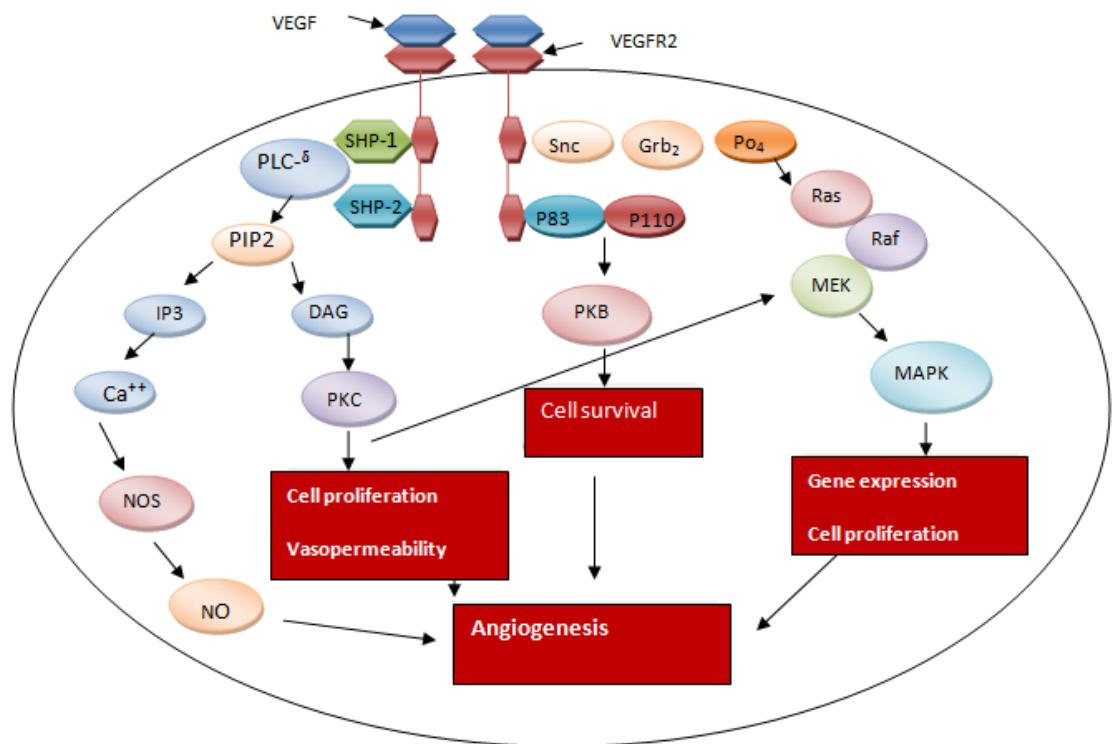 VEGF
VEGFR2
SHP-1
PLC-δ
SHP-2
PIP2
IP3
DAG
Ca++
PKC
NOS
NO
Snc
Grb2
Po4
Ras
Raf
MEK
MAPK
P83
P110
PKB
Cell survival
Cell proliferation
Vasopermeability
Gene expression
Cell proliferation
Angiogenesis